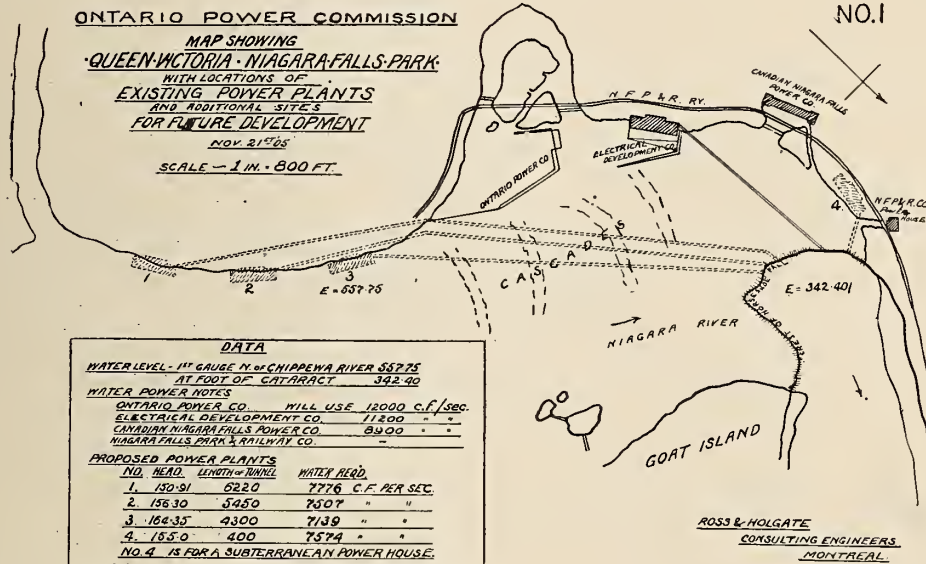 ONTARIO POWER COMMISSION
NO.1
MAP SHOWING
·QUEEN·VICTORIA·NIAGARA·FALLS·PARK·
WITH LOCATIONS OF
EXISTING POWER PLANTS
AND ADDITIONAL SITES
FOR FUTURE DEVELOPMENT
NOV. 21ST 05
SCALE - 1 IN. = 800 FT.
N.F.P & R. RY.
CANADIAN NIAGARA FALLS
POWER CO.
ELECTRICAL
DEVELOPMENT CO.
ONTARIO POWER CO
4.
N.F.P & R. CO
HOUSE
CASCADES
1
2
3
E = 557.75
E = 342.401
CREST OF HORSESHOE FALL
NIAGARA RIVER
GOAT ISLAND
DATA
WATER LEVEL - 1ST GAUGE N. OF CHIPPEWA RIVER 557.75
AT FOOT OF CATARACT 342.40
WATER POWER NOTES
ONTARIO POWER CO. WILL USE 12000 C.F./SEC.
ELECTRICAL DEVELOPMENT CO. 11200 " "
CANADIAN NIAGARA FALLS POWER CO. 8900 " "
NIAGARA FALLS PARK & RAILWAY CO. -
PROPOSED POWER PLANTS
NO. HEAD. LENGTH OF TUNNEL WATER REQD.
1. 150.91 6220 7776 C.F. PER SEC.
2. 156.30 5450 7507 " "
3. 164.35 4300 7139 " "
4. 155.0 400 7574 " "
NO. 4 IS FOR A SUBTERRANEAN POWER HOUSE.
ROSS & HOLGATE
CONSULTING ENGINEERS
MONTREAL.